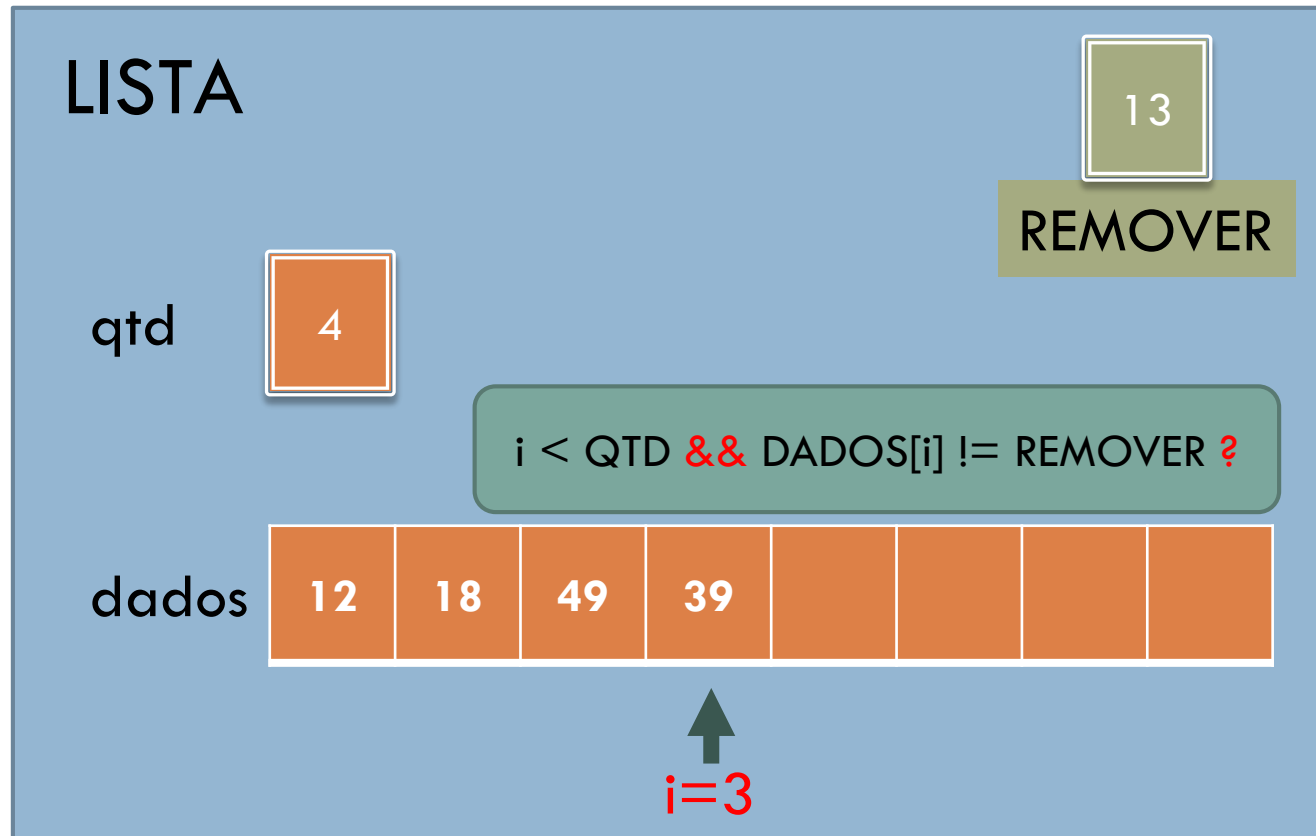 LISTA
13
REMOVER
qtd
4
i < QTD && DADOS[i] != REMOVER ?
dados 12 18 49 39
i=3